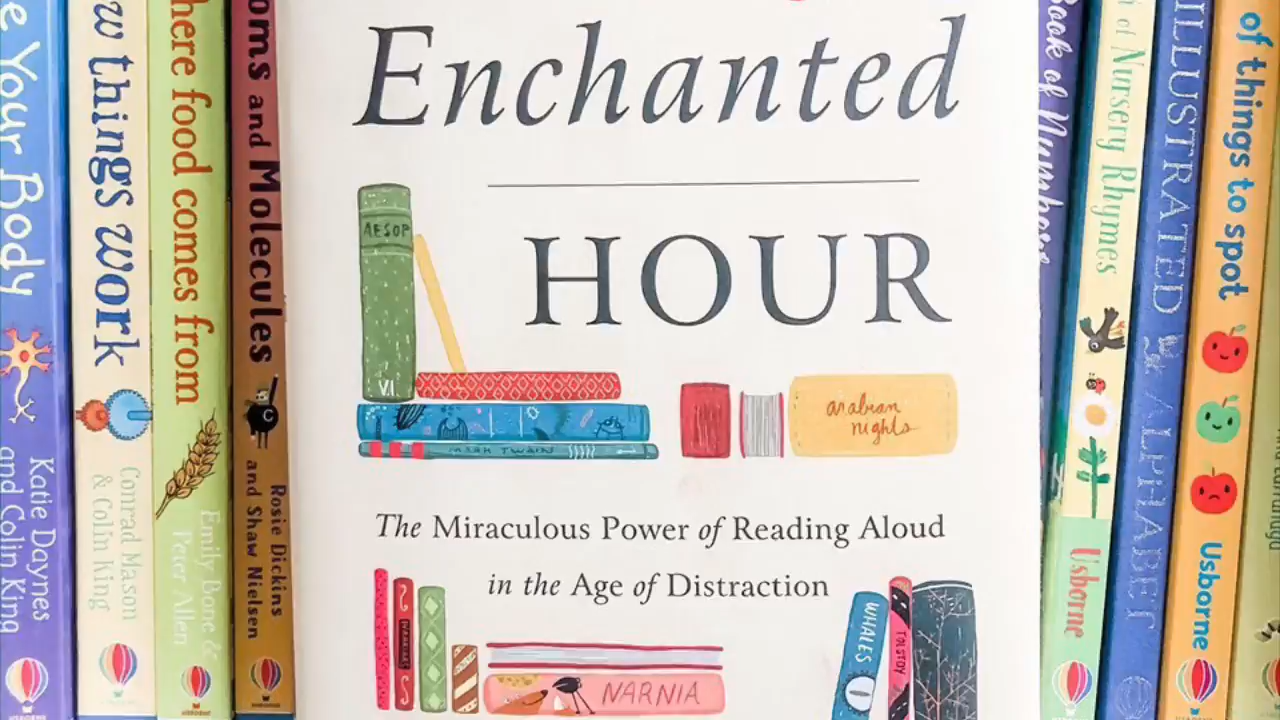 e Your Body
Katie Daynes
and Colin King
w things work
Conrad Mason
& Colin King
here food comes from
Emily Bone &
Peter Allen
USBORNE
oms and Molecules
Rosie Dickins
and Shaw Nielsen
Enchanted
HOUR
AESOP
VI
MARK TWAIN
arabian
nights
The Miraculous Power of Reading Aloud
in the Age of Distraction
NARNIA
WHALES
TOLSTOY
Book of Numbers
of Nursery Rhymes
Usborne
ILLUSTRATED ALPHABET
of things to spot
Usborne